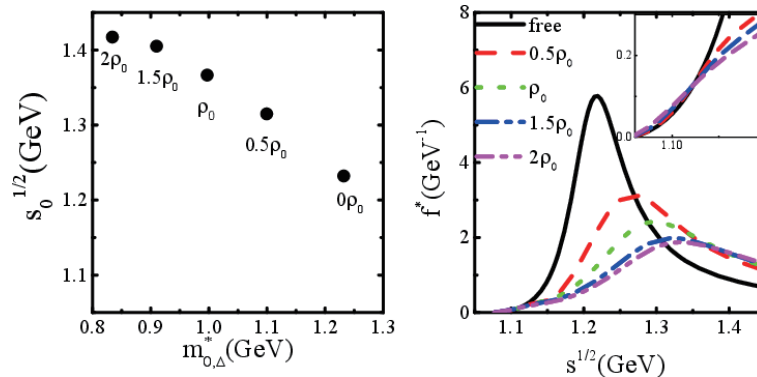 1.4
1.3
1.2
1.1
s₀^1/2(GeV)
2ρ₀
1.5ρ₀
ρ₀
0.5ρ₀
0ρ₀
0.8 0.9 1.0 1.1 1.2 1.3
m*₀,Δ(GeV)
8
6
4
2
0
f*(GeV⁻¹)
free
0.5ρ₀
ρ₀
1.5ρ₀
2ρ₀
0.3
0.0
1.10
1.1 1.2 1.3 1.4
s^1/2(GeV)